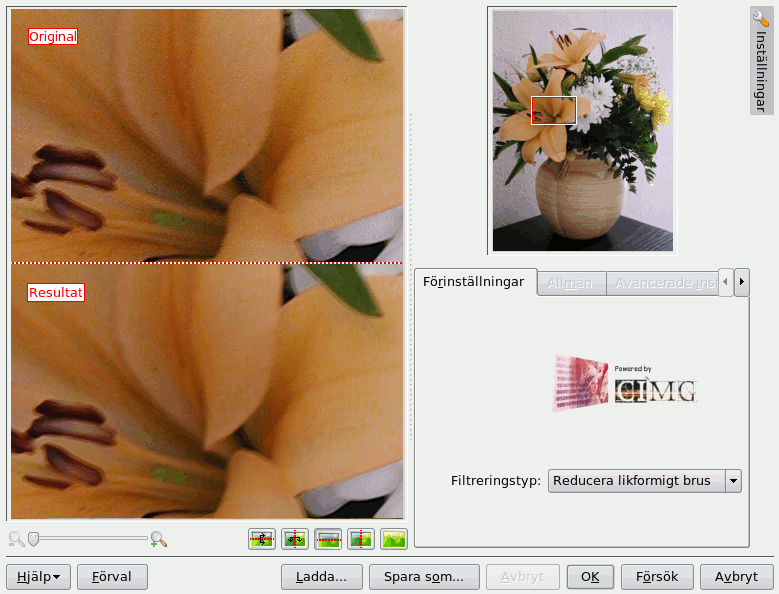 Original
Resultat
Inställningar
Förinställningar
Allmän
Avancerade ins
Powered by
CIMG
Filtreringstyp: Reducera likformigt brus
Hjälp
Förval
Ladda...
Spara som...
Avbryt
OK
Försök
Avbryt